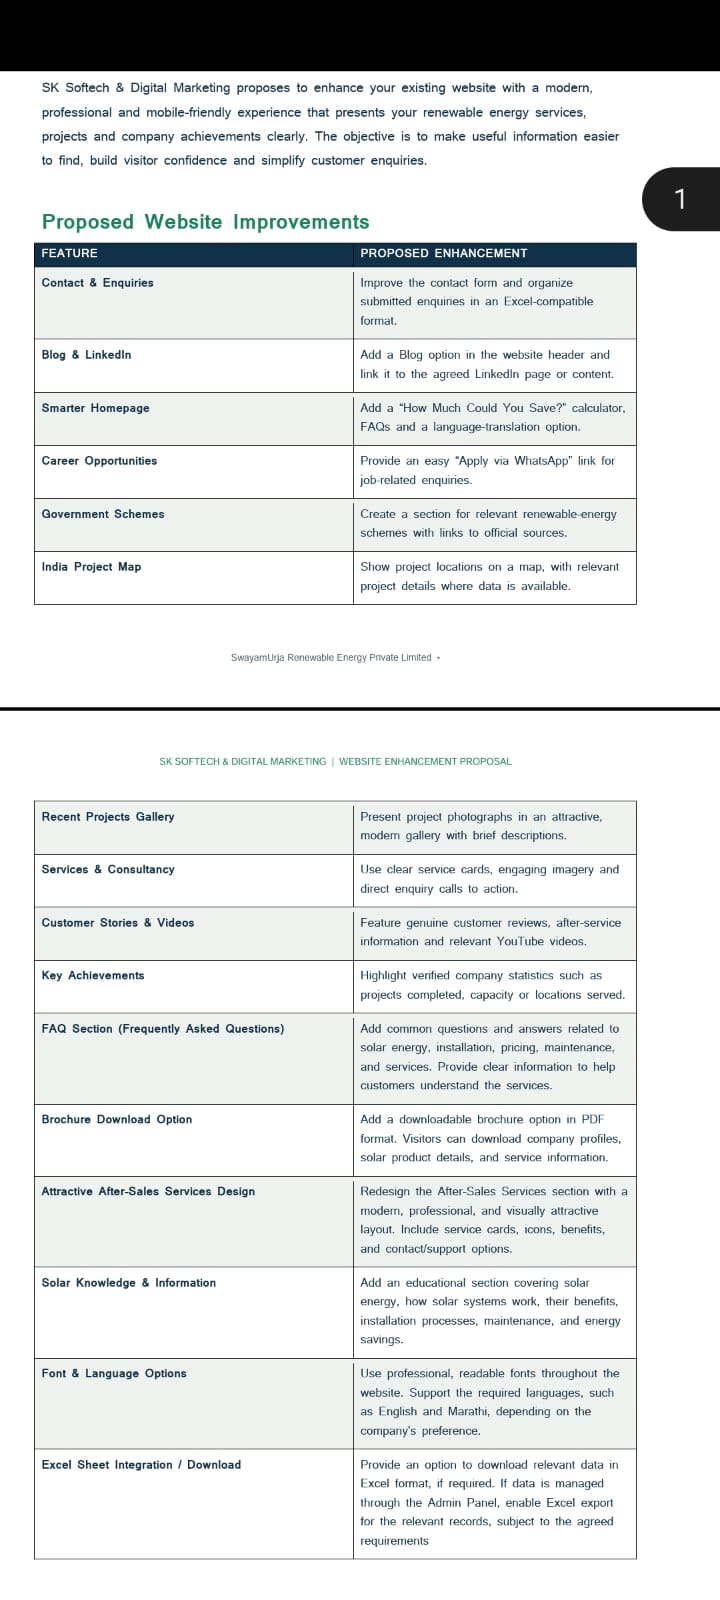 SK Softech & Digital Marketing proposes to enhance your existing website with a modern,
professional and mobile-friendly experience that presents your renewable energy services,
projects and company achievements clearly. The objective is to make useful information easier
to find, build visitor confidence and simplify customer enquiries.
1
Proposed Website Improvements
FEATURE
PROPOSED ENHANCEMENT
Contact & Enquiries
Improve the contact form and organize
submitted enquiries in an Excel-compatible
format.
Blog & LinkedIn
Add a Blog option in the website header and
link it to the agreed LinkedIn page or content.
Smarter Homepage
Add a “How Much Could You Save?” calculator,
FAQs and a language-translation option.
Career Opportunities
Provide an easy “Apply via WhatsApp” link for
job-related enquiries.
Government Schemes
Create a section for relevant renewable-energy
schemes with links to official sources.
India Project Map
Show project locations on a map, with relevant
project details where data is available.
SwayamUrja Renewable Energy Private Limited •
SK SOFTECH & DIGITAL MARKETING | WEBSITE ENHANCEMENT PROPOSAL
Recent Projects Gallery
Present project photographs in an attractive,
modern gallery with brief descriptions.
Services & Consultancy
Use clear service cards, engaging imagery and
direct enquiry calls to action.
Customer Stories & Videos
Feature genuine customer reviews, after-service
information and relevant YouTube videos.
Key Achievements
Highlight verified company statistics such as
projects completed, capacity or locations served.
FAQ Section (Frequently Asked Questions)
Add common questions and answers related to
solar energy, installation, pricing, maintenance,
and services. Provide clear information to help
customers understand the services.
Brochure Download Option
Add a downloadable brochure option in PDF
format. Visitors can download company profiles,
solar product details, and service information.
Attractive After-Sales Services Design
Redesign the After-Sales Services section with a
modern, professional, and visually attractive
layout. Include service cards, icons, benefits,
and contact/support options.
Solar Knowledge & Information
Add an educational section covering solar
energy, how solar systems work, their benefits,
installation processes, maintenance, and energy
savings.
Font & Language Options
Use professional, readable fonts throughout the
website. Support the required languages, such
as English and Marathi, depending on the
company's preference.
Excel Sheet Integration / Download
Provide an option to download relevant data in
Excel format, if required. If data is managed
through the Admin Panel, enable Excel export
for the relevant records, subject to the agreed
requirements